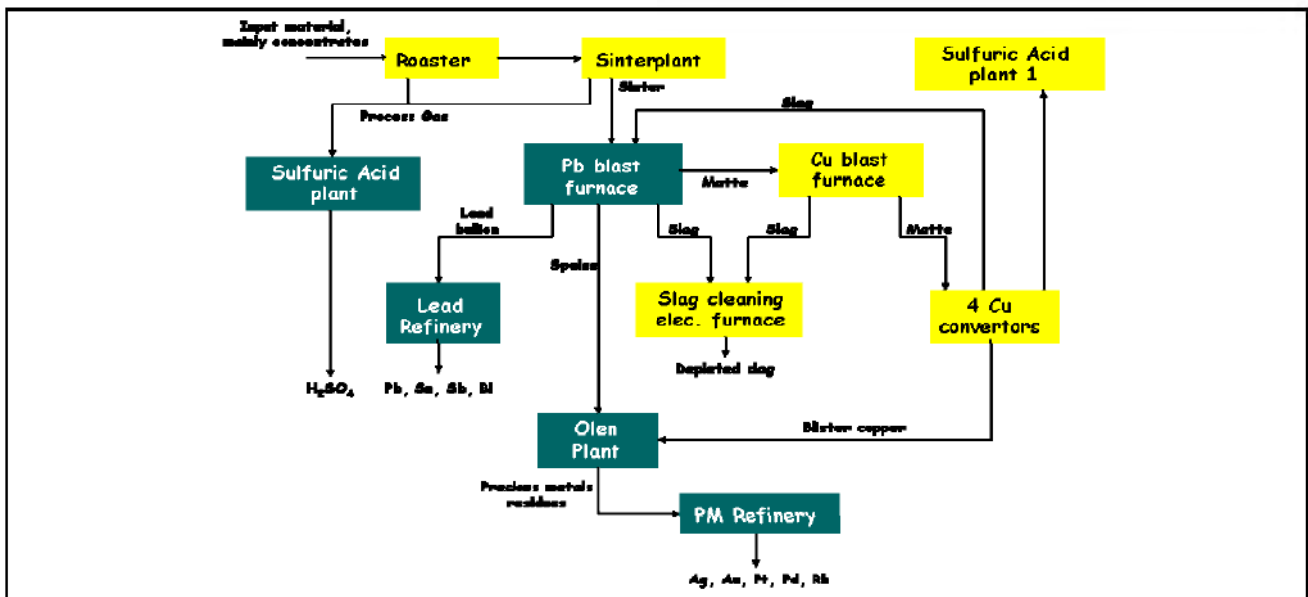 Input material,
mainly concentrates
Roaster
Sinterplant
Sulfuric Acid
plant 1
Sinter
Slag
Process Gas
Sulfuric Acid
plant
Pb blast
furnace
Matte
Cu blast
furnace
Lead
bullion
Slag
Slag
Matte
Speiss
Lead
Refinery
Slag cleaning
elec. furnace
4 Cu
convertors
H₂SO₄
Pb, Sn, Sb, Bi
Depleted slag
Olen
Plant
Blister copper
Precious metals
residues
PM Refinery
Ag, Au, Pt, Pd, Rh